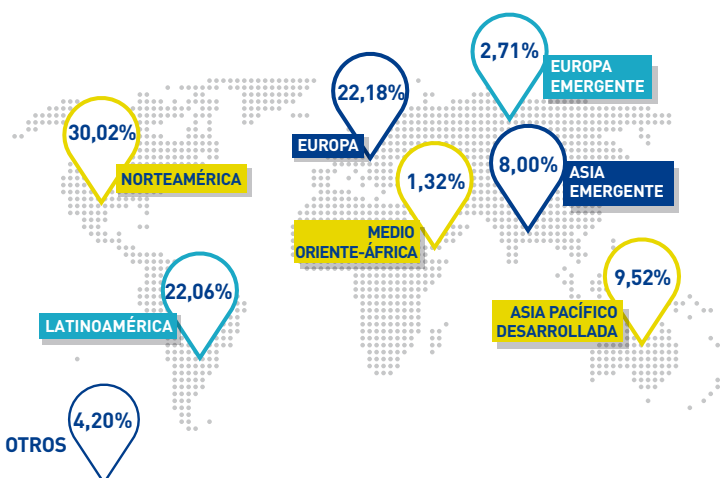 2,71%
EUROPA
EMERGENTE
22,18%
EUROPA
30,02%
NORTEAMÉRICA
8,00%
ASIA
EMERGENTE
1,32%
MEDIO
ORIENTE-ÁFRICA
22,06%
LATINOAMÉRICA
9,52%
ASIA PACÍFICO
DESARROLLADA
4,20%
OTROS